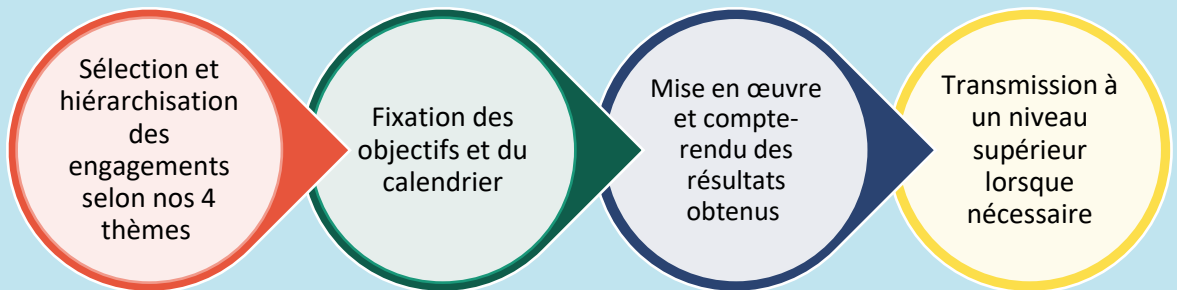 Sélection et
hiérarchisation
des
engagements
selon nos 4
thèmes
Fixation des
objectifs et du
calendrier
Mise en œuvre
et compte-
rendu des
résultats
obtenus
Transmission à
un niveau
supérieur
lorsque
nécessaire